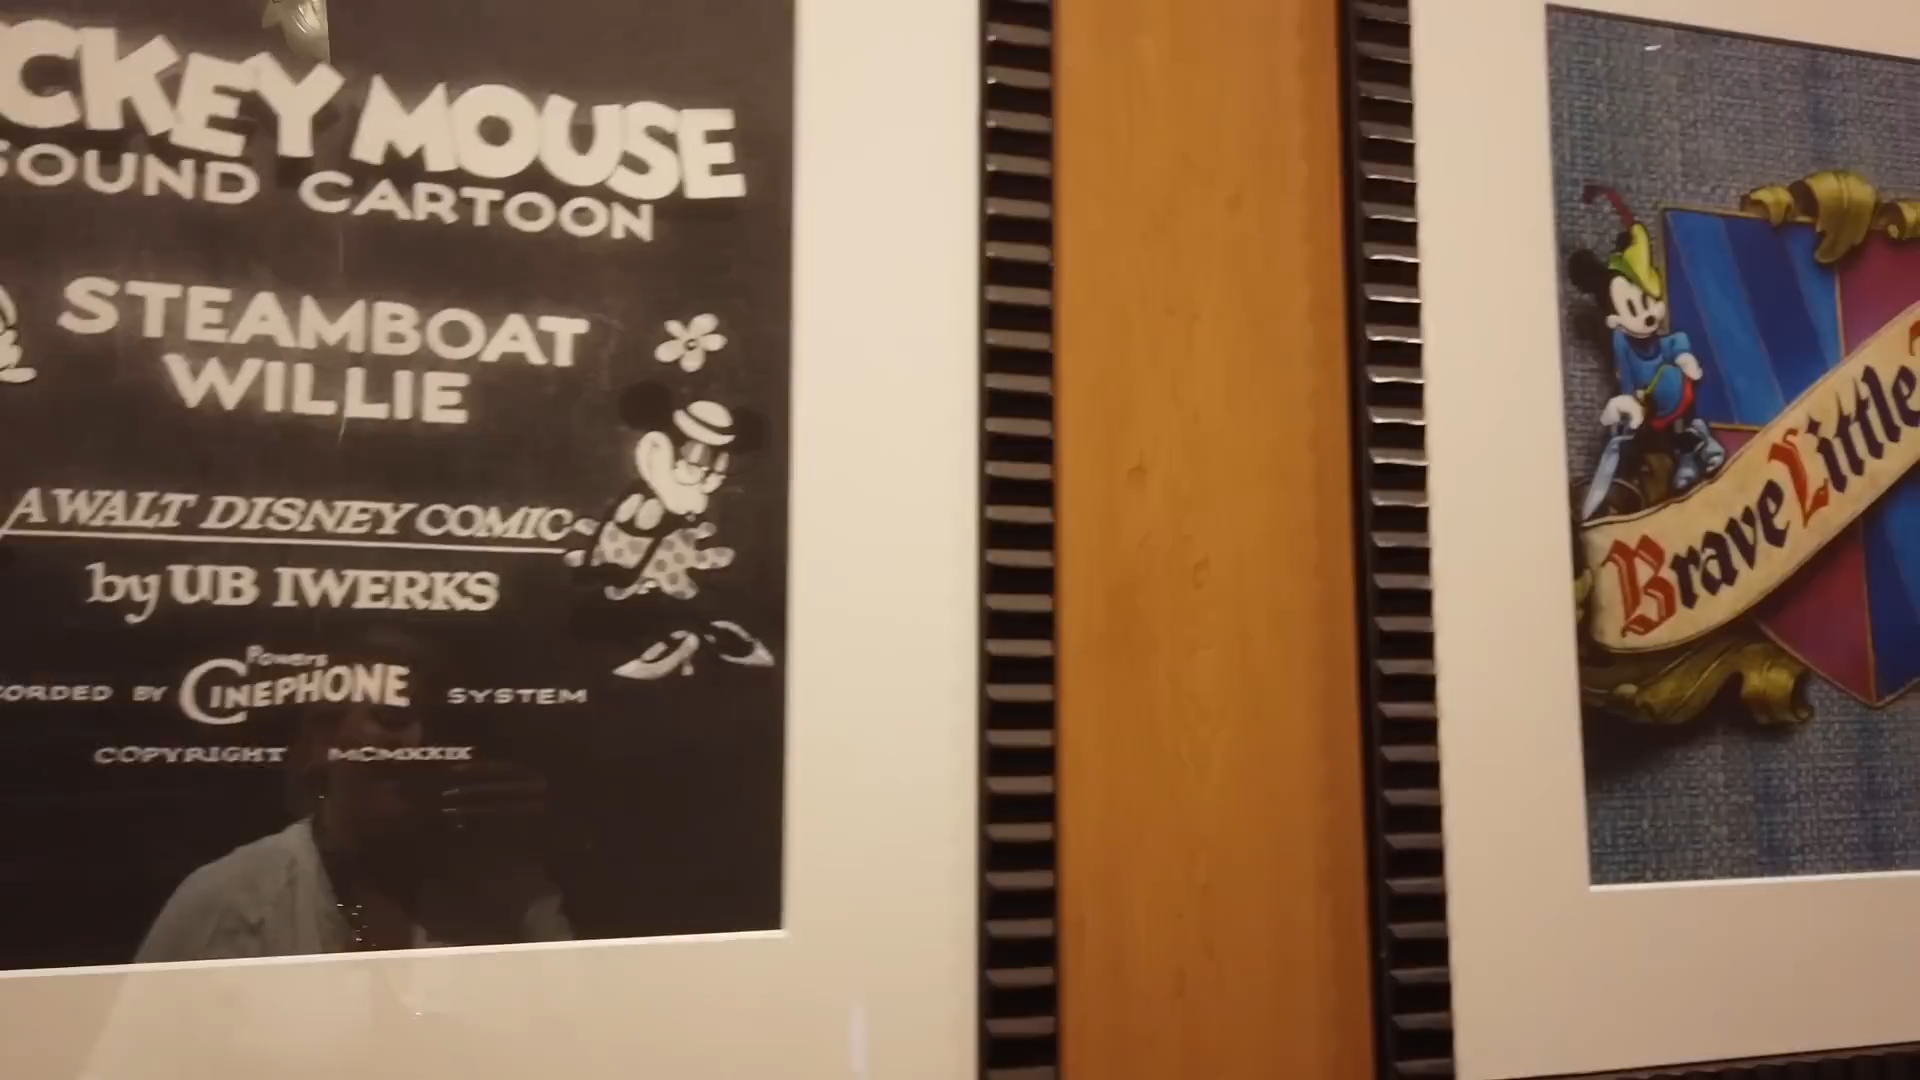 CKEY MOUSE
SOUND CARTOON
STEAMBOAT
WILLIE
A WALT DISNEY COMIC
by UB IWERKS
ORDED BY Powers CINEPHONE SYSTEM
COPYRIGHT MCMXXIX
Brave Little